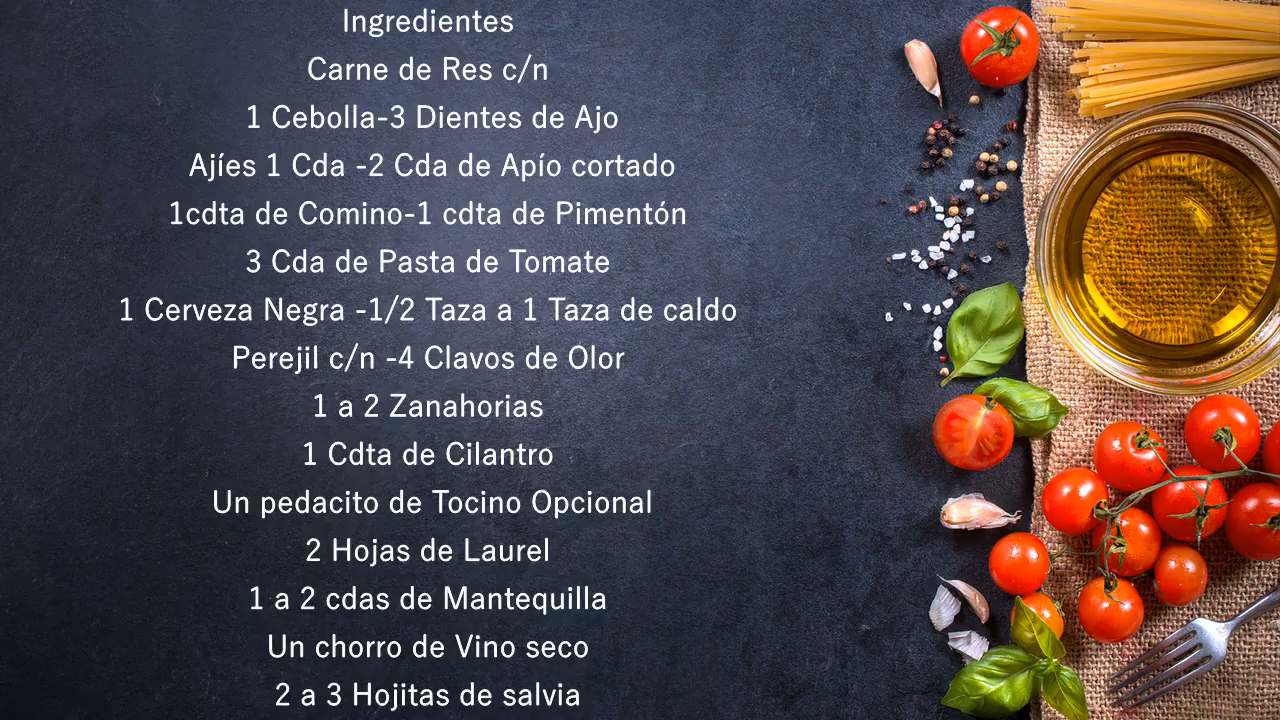 Ingredientes
Carne de Res c/n
1 Cebolla-3 Dientes de Ajo
Ajíes 1 Cda -2 Cda de Apío cortado
1cdta de Comino-1 cdta de Pimentón
3 Cda de Pasta de Tomate
1 Cerveza Negra -1/2 Taza a 1 Taza de caldo
Perejil c/n -4 Clavos de Olor
1 a 2 Zanahorias
1 Cdta de Cilantro
Un pedacito de Tocino Opcional
2 Hojas de Laurel
1 a 2 cdas de Mantequilla
Un chorro de Vino seco
2 a 3 Hojitas de salvia